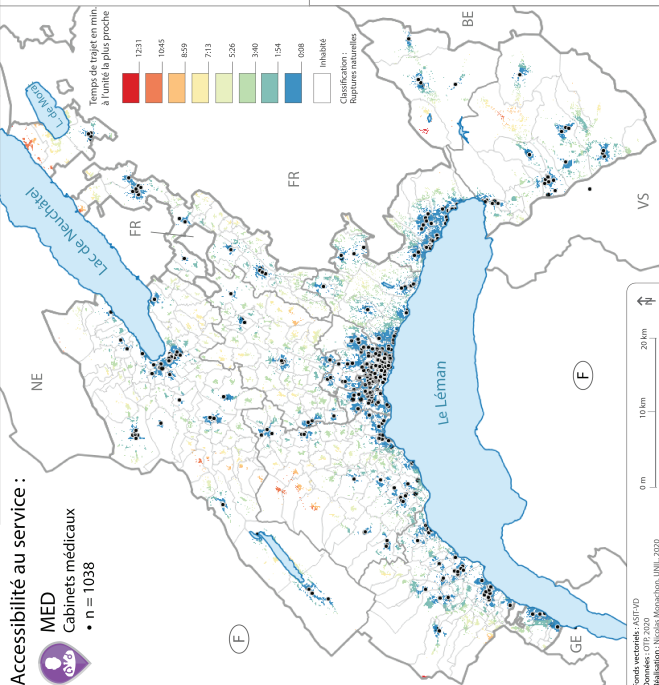 Accessibilité au service :
MED
Cabinets médicaux
• n = 1038
Temps de trajet en min.
à l'unité la plus proche
12:31
10:45
8:59
7:13
5:26
3:40
1:54
0:08
Inhabité
Classification :
Ruptures naturelles
NE
BE
FR
FR
VS
GE
F
F
L. de Morat
Lac de Neuchâtel
Le Léman
N
0 m
10 km
20 km
Fonds vectoriels : ASIT-VD
Données : OTP, 2020
Réalisation : Nicolas Monachon, UNIL, 2020